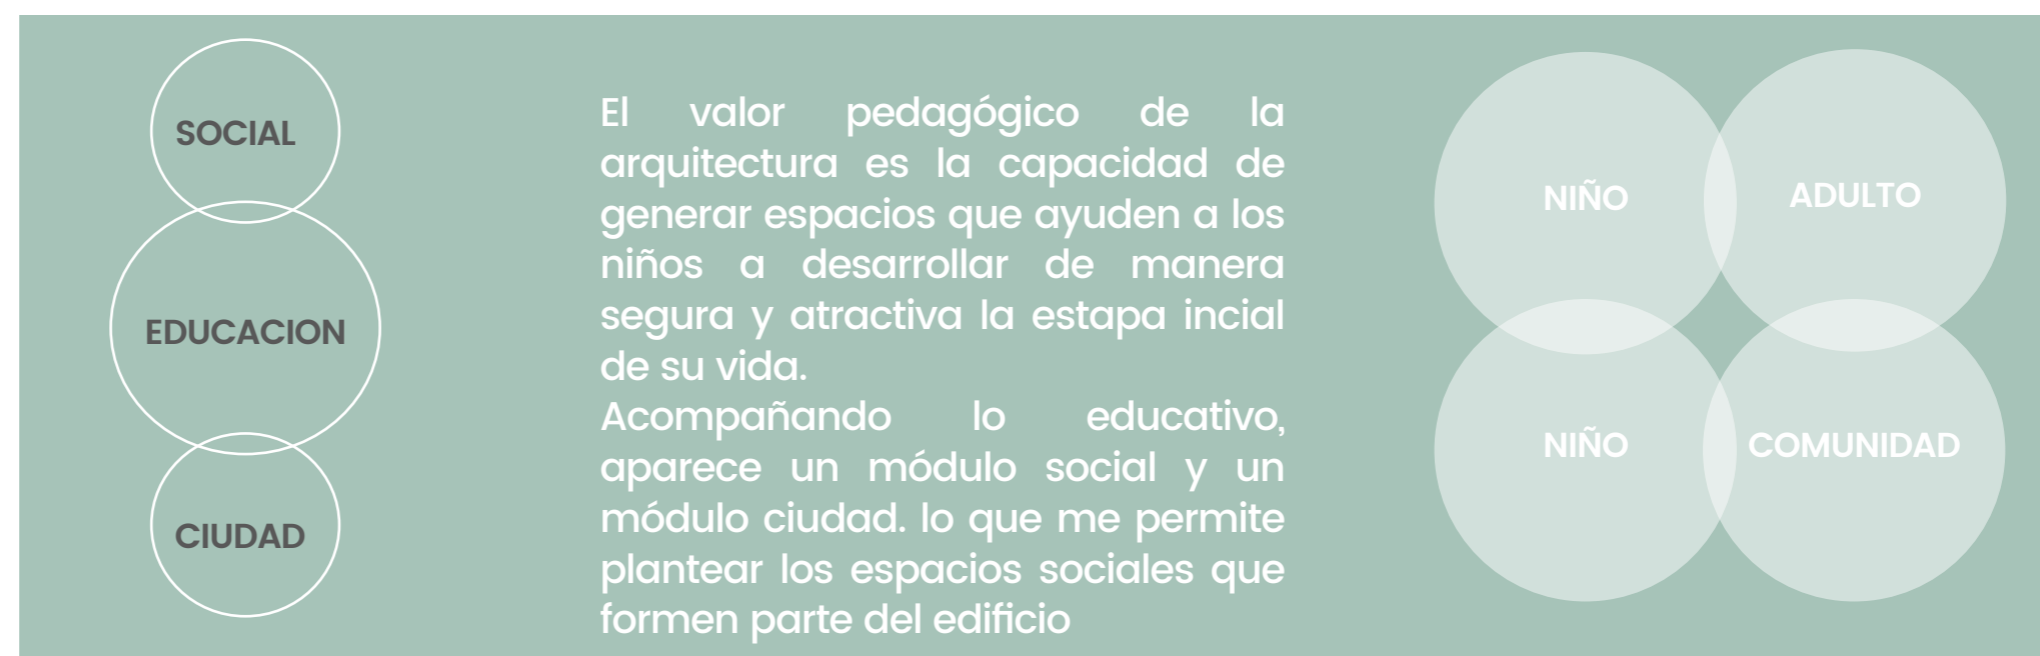 SOCIAL
EDUCACION
CIUDAD
El valor pedagógico de la
arquitectura es la capacidad de
generar espacios que ayuden a los
niños a desarrollar de manera
segura y atractiva la estapa incial
de su vida.
Acompañando lo educativo,
aparece un módulo social y un
módulo ciudad. lo que me permite
plantear los espacios sociales que
formen parte del edificio
NIÑO
ADULTO
NIÑO
COMUNIDAD